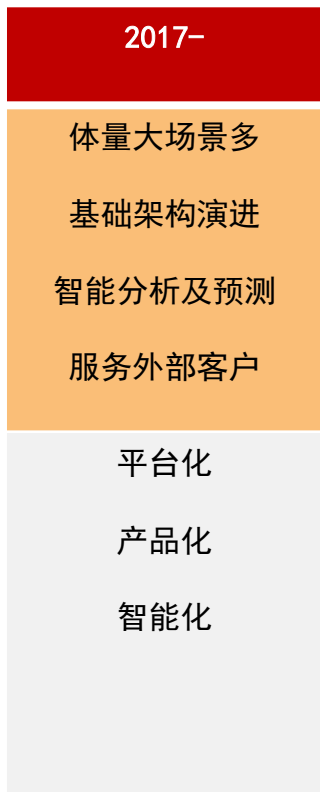 2017-
体量大场景多
基础架构演进
智能分析及预测
服务外部客户
平台化
产品化
智能化